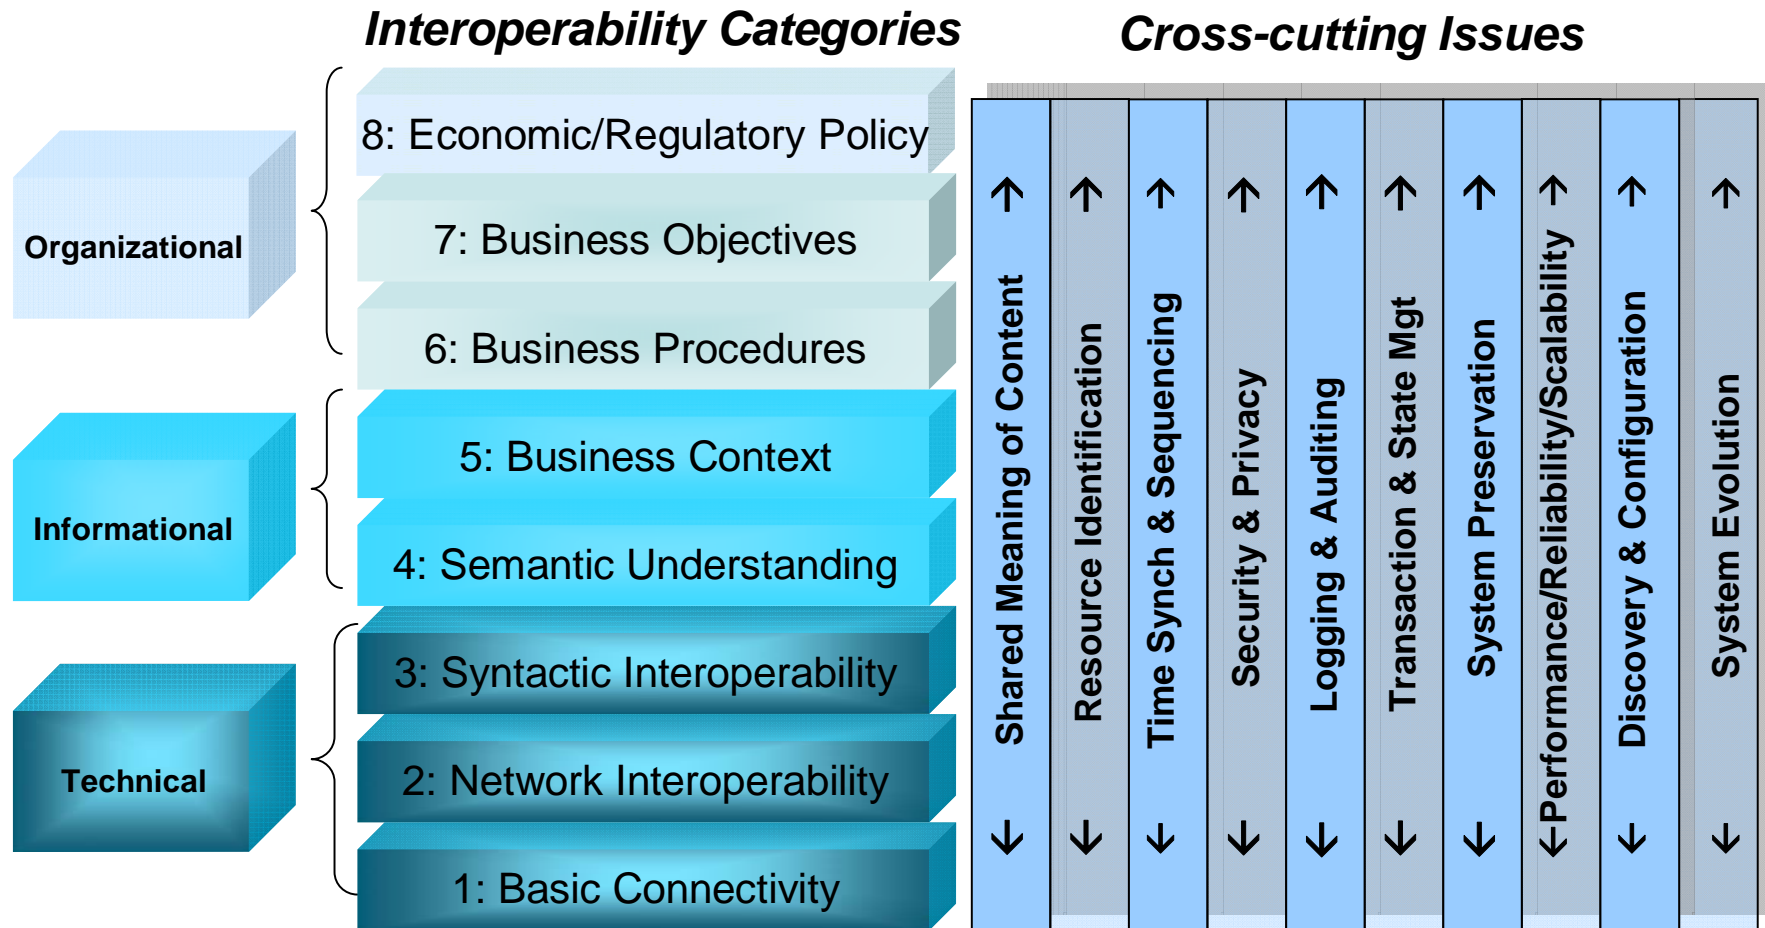 Interoperability Categories
Cross-cutting Issues
Organizational
8: Economic/Regulatory Policy
7: Business Objectives
6: Business Procedures
Informational
5: Business Context
4: Semantic Understanding
Technical
3: Syntactic Interoperability
2: Network Interoperability
1: Basic Connectivity
Shared Meaning of Content
Resource Identification
Time Synch & Sequencing
Security & Privacy
Logging & Auditing
Transaction & State Mgt
System Preservation
Performance/Reliability/Scalability
Discovery & Configuration
System Evolution